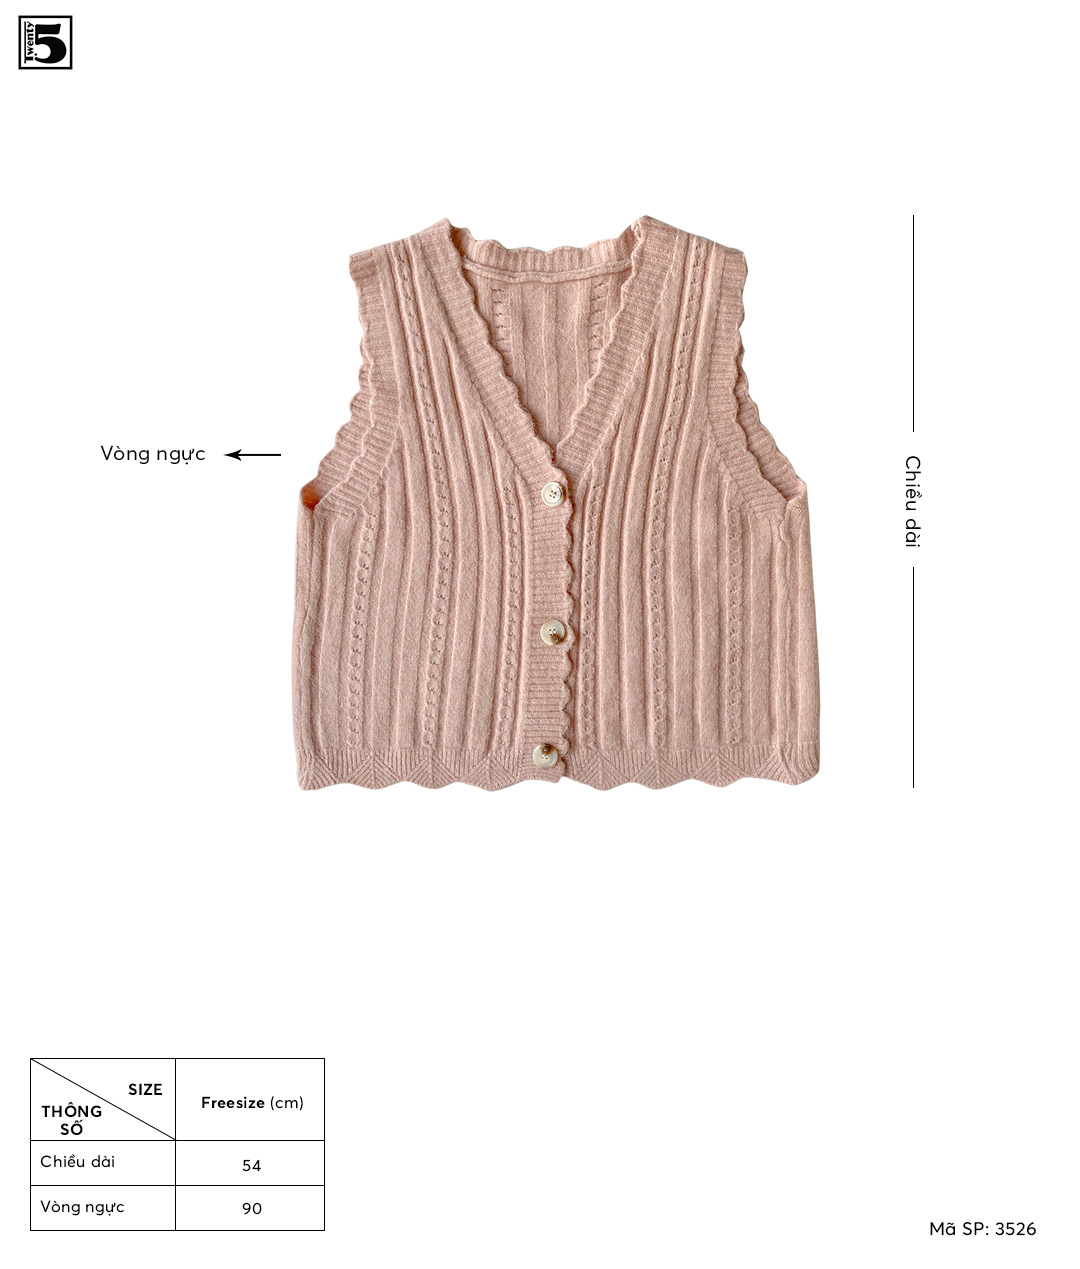 Twenty
5
Vòng ngực
Chiều dài
SIZE
THÔNG
SỐ
Freesize (cm)
Chiều dài
54
Vòng ngực
90
Mã SP: 3526